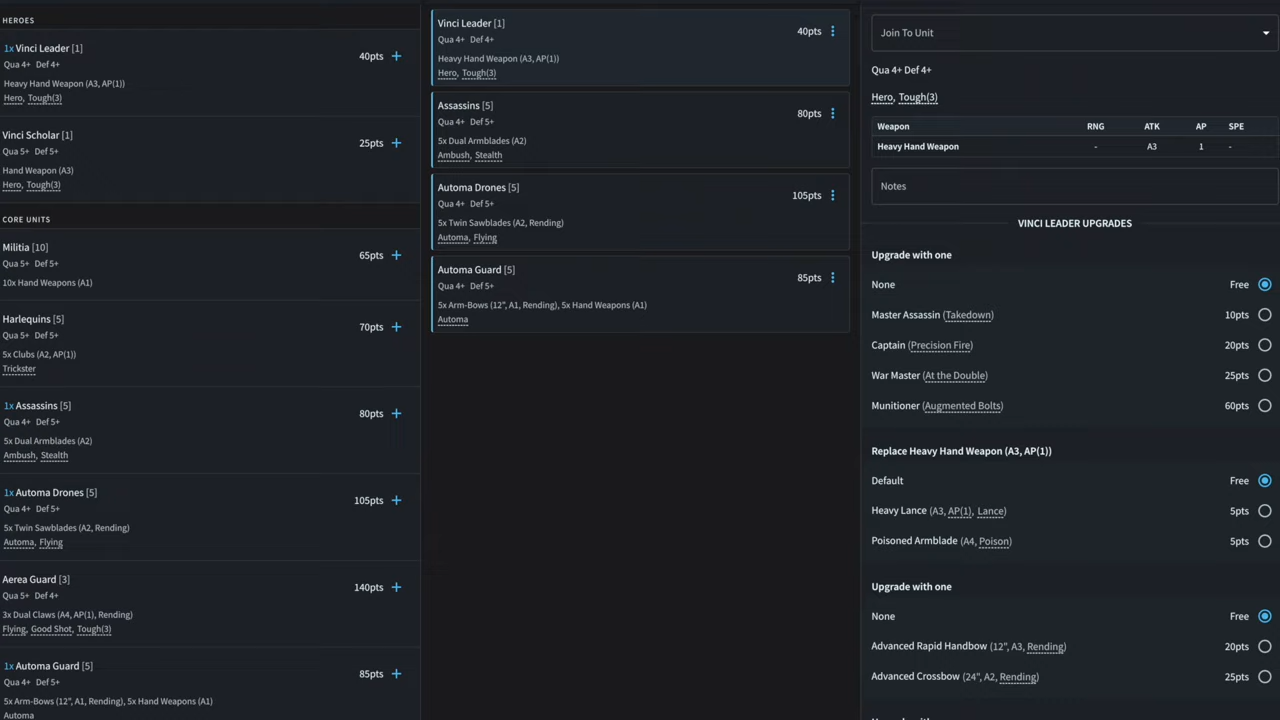 HEROES
1x Vinci Leader [1]
Qua 4+ Def 4+
40pts +
Heavy Hand Weapon (A3, AP(1))
Hero, Tough(3)
Vinci Scholar [1]
Qua 5+ Def 5+
25pts +
Hand Weapon (A3)
Hero, Tough(3)
CORE UNITS
Militia [10]
Qua 5+ Def 5+
65pts +
10x Hand Weapons (A1)
Harlequins [5]
Qua 5+ Def 5+
70pts +
5x Clubs (A2, AP(1))
Trickster
1x Assassins [5]
Qua 4+ Def 5+
80pts +
5x Dual Armblades (A2)
Ambush, Stealth
1x Automa Drones [5]
Qua 4+ Def 5+
105pts +
5x Twin Sawblades (A2, Rending)
Automa, Flying
Aerea Guard [3]
Qua 5+ Def 4+
140pts +
3x Dual Claws (A4, AP(1), Rending)
Flying, Good Shot, Tough(3)
1x Automa Guard [5]
Qua 4+ Def 5+
85pts +
5x Arm-Bows (12", A1, Rending), 5x Hand Weapons (A1)
Automa
Vinci Leader [1]
Qua 4+ Def 4+
40pts
Heavy Hand Weapon (A3, AP(1))
Hero, Tough(3)
Assassins [5]
Qua 4+ Def 5+
80pts
5x Dual Armblades (A2)
Ambush, Stealth
Automa Drones [5]
Qua 4+ Def 5+
105pts
5x Twin Sawblades (A2, Rending)
Automa, Flying
Automa Guard [5]
Qua 4+ Def 5+
85pts
5x Arm-Bows (12", A1, Rending), 5x Hand Weapons (A1)
Automa
Join To Unit
Qua 4+ Def 4+
Hero, Tough(3)
Weapon RNG ATK AP SPE
Heavy Hand Weapon - A3 1 -
Notes
VINCI LEADER UPGRADES
Upgrade with one
None Free
Master Assassin (Takedown) 10pts
Captain (Precision Fire) 20pts
War Master (At the Double) 25pts
Munitioner (Augmented Bolts) 60pts
Replace Heavy Hand Weapon (A3, AP(1))
Default Free
Heavy Lance (A3, AP(1), Lance) 5pts
Poisoned Armblade (A4, Poison) 5pts
Upgrade with one
None Free
Advanced Rapid Handbow (12", A3, Rending) 20pts
Advanced Crossbow (24", A2, Rending) 25pts